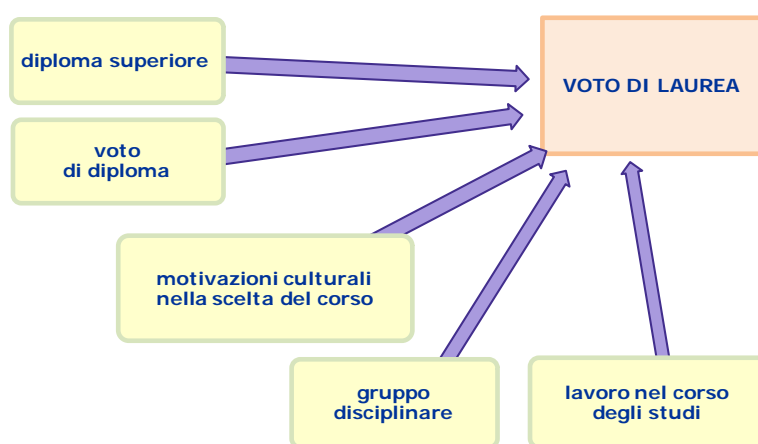 diploma superiore
VOTO DI LAUREA
voto
di diploma
motivazioni culturali
nella scelta del corso
gruppo
disciplinare
lavoro nel corso
degli studi